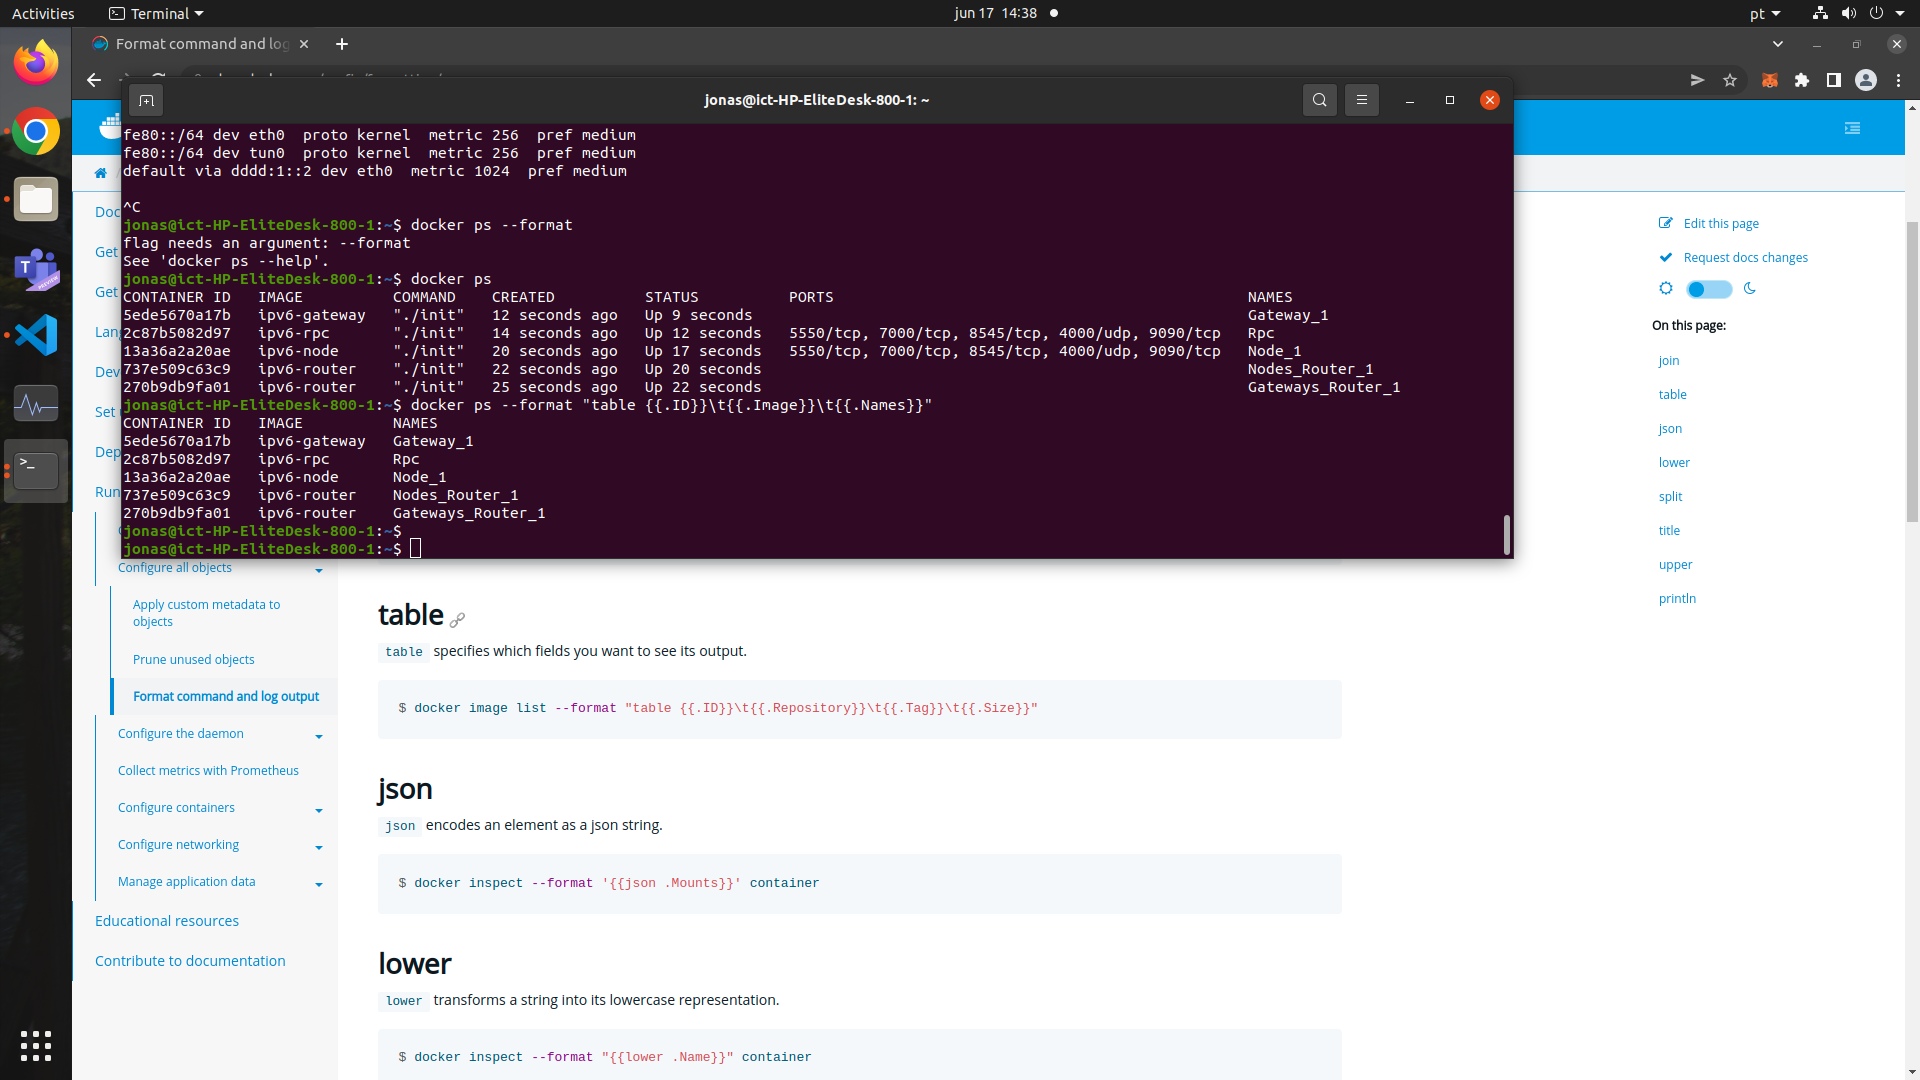 Activities
Terminal
jun 17 14:38
pt
Format command and log
jonas@ict-HP-EliteDesk-800-1: ~
fe80::/64 dev eth0 proto kernel metric 256 pref medium
fe80::/64 dev tun0 proto kernel metric 256 pref medium
default via dddd:1::2 dev eth0 metric 1024 pref medium
^C
jonas@ict-HP-EliteDesk-800-1:~$ docker ps --format
flag needs an argument: --format
See 'docker ps --help'.
jonas@ict-HP-EliteDesk-800-1:~$ docker ps
CONTAINER ID IMAGE COMMAND CREATED STATUS PORTS NAMES
5ede5670a17b ipv6-gateway "./init" 12 seconds ago Up 9 seconds Gateway_1
2c87b5082d97 ipv6-rpc "./init" 14 seconds ago Up 12 seconds 5550/tcp, 7000/tcp, 8545/tcp, 4000/udp, 9090/tcp Rpc
13a36a2a20ae ipv6-node "./init" 20 seconds ago Up 17 seconds 5550/tcp, 7000/tcp, 8545/tcp, 4000/udp, 9090/tcp Node_1
737e509c63c9 ipv6-router "./init" 22 seconds ago Up 20 seconds Nodes_Router_1
270b9db9fa01 ipv6-router "./init" 25 seconds ago Up 22 seconds Gateways_Router_1
jonas@ict-HP-EliteDesk-800-1:~$ docker ps --format "table {{.ID}}\t{{.Image}}\t{{.Names}}"
CONTAINER ID IMAGE NAMES
5ede5670a17b ipv6-gateway Gateway_1
2c87b5082d97 ipv6-rpc Rpc
13a36a2a20ae ipv6-node Node_1
737e509c63c9 ipv6-router Nodes_Router_1
270b9db9fa01 ipv6-router Gateways_Router_1
jonas@ict-HP-EliteDesk-800-1:~$
jonas@ict-HP-EliteDesk-800-1:~$
Doc
Get
Get
Lang
Dev
Set
Dep
Run
Configure all objects
Apply custom metadata to
objects
Prune unused objects
Format command and log output
Configure the daemon
Collect metrics with Prometheus
Configure containers
Configure networking
Manage application data
Educational resources
Contribute to documentation
table
table specifies which fields you want to see its output.
$ docker image list --format "table {{.ID}}\t{{.Repository}}\t{{.Tag}}\t{{.Size}}"
json
json encodes an element as a json string.
$ docker inspect --format '{{json .Mounts}}' container
lower
lower transforms a string into its lowercase representation.
$ docker inspect --format "{{lower .Name}}" container
Edit this page
Request docs changes
On this page:
join
table
json
lower
split
title
upper
println